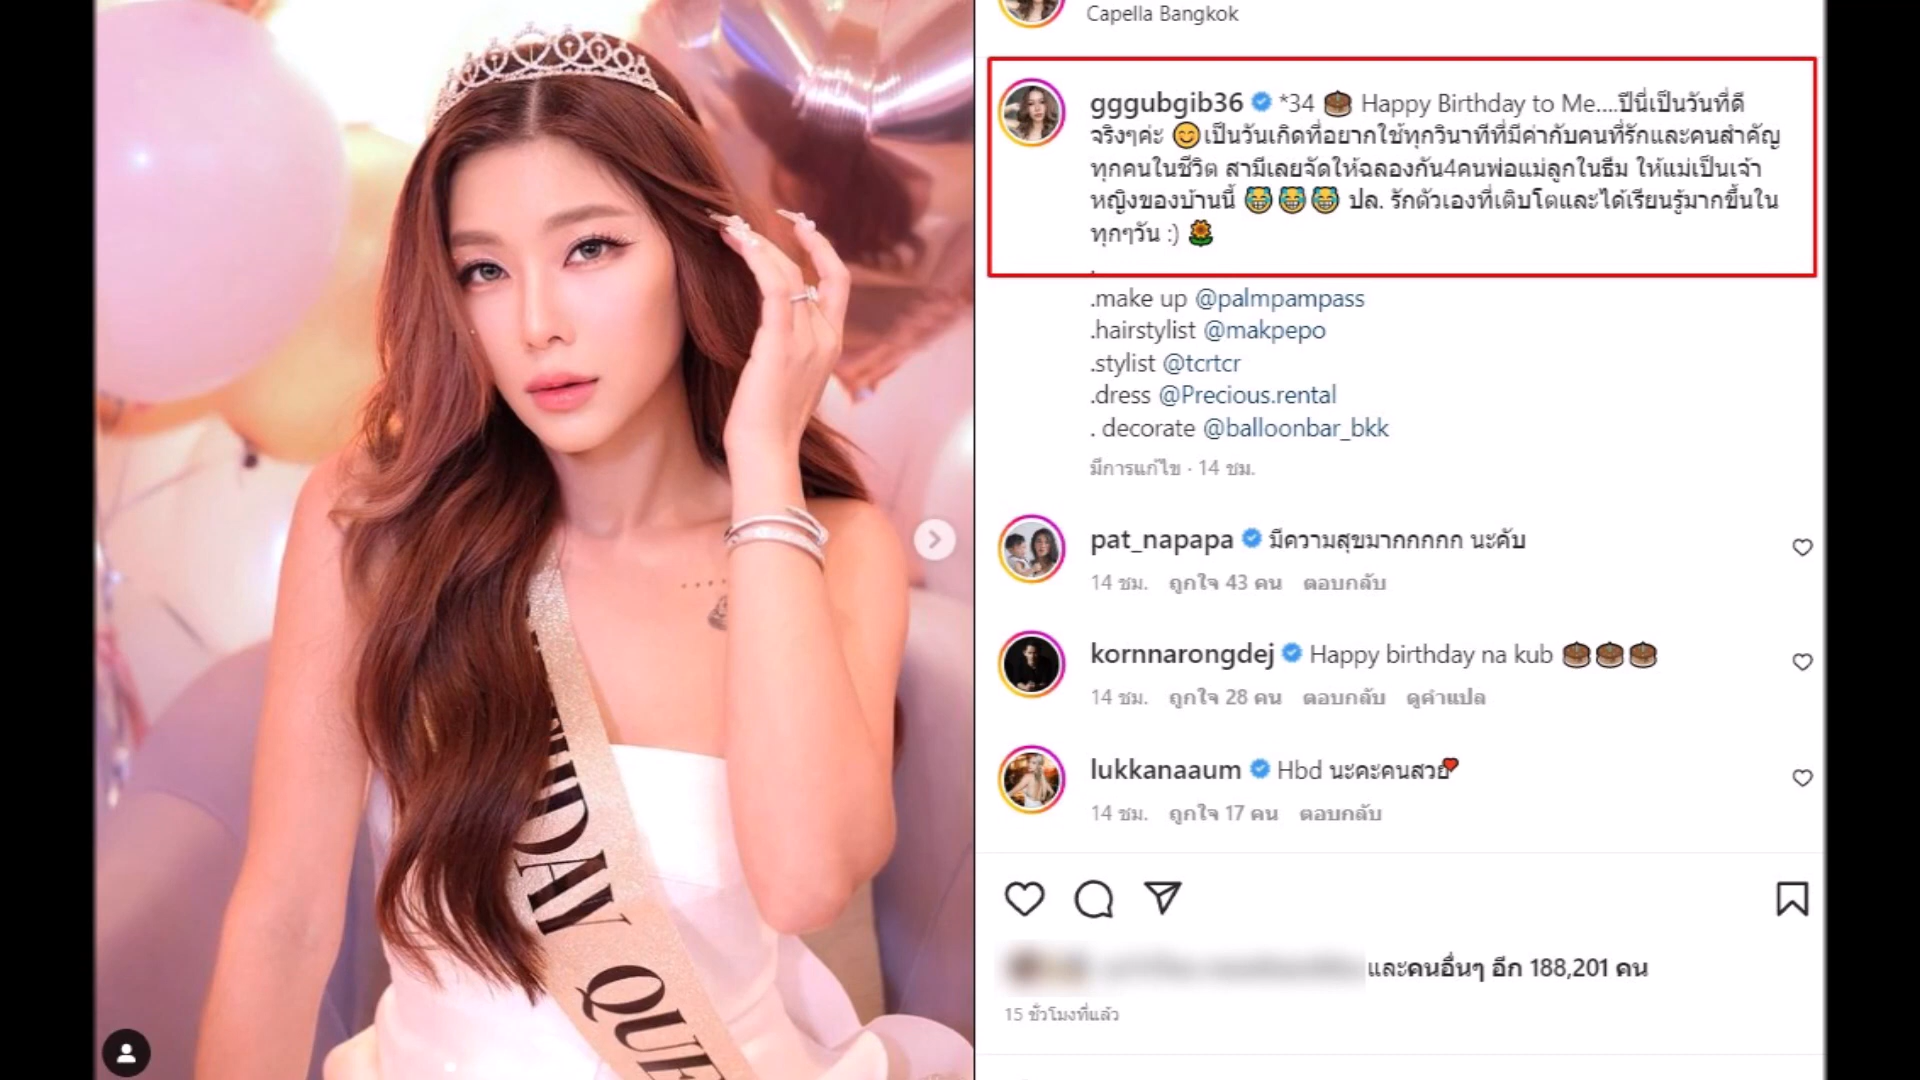 Capella Bangkok
gggubgib36 *34 🎂 Happy Birthday to Me....ปีนี่เป็นวันที่ดี
จริงๆค่ะ 😊เป็นวันเกิดที่อยากใช้ทุกวินาทีที่มีค่ากับคนที่รักและคนสำคัญ
ทุกคนในชีวิต สามีเลยจัดให้ฉลองกัน4คนพ่อแม่ลูกในธีม ให้แม่เป็นเจ้า
หญิงของบ้านนี้ 😹😹😹 ปล. รักตัวเองที่เติบโตและได้เรียนรู้มากขึ้นใน
ทุกๆวัน :) 🌻
.
.make up @palmpampass
.hairstylist @makpepo
.stylist @tcrtcr
.dress @Precious.rental
. decorate @balloonbar_bkk
มีการแก้ไข · 14 ชม.
pat_napapa มีความสุขมากกกกก นะคับ
14 ชม. ถูกใจ 43 คน ตอบกลับ
kornnarongdej Happy birthday na kub 🎂🎂🎂
14 ชม. ถูกใจ 28 คน ตอบกลับ ดูคำแปล
lukkanaaum Hbd นะคะคนสวย❤
14 ชม. ถูกใจ 17 คน ตอบกลับ
และคนอื่นๆ อีก 188,201 คน
15 ชั่วโมงที่แล้ว
HDAY QUE